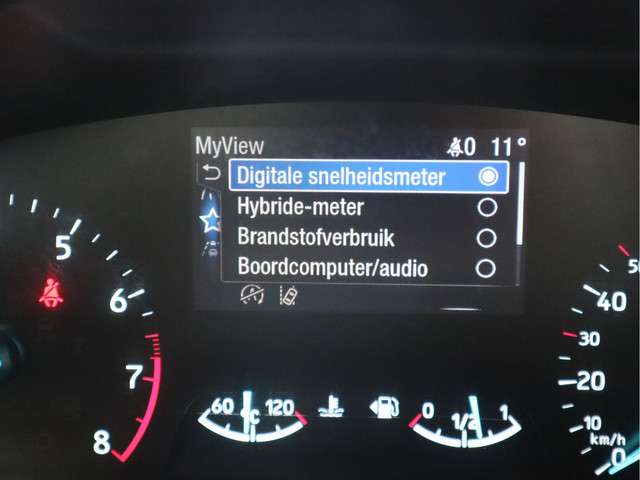 MyView 0 11°
Digitale snelheidsmeter
Hybride-meter
Brandstofverbruik
Boordcomputer/audio
5
6
7
8
60 °C 120
0 1/2 1
40
30
20
10
km/h
0